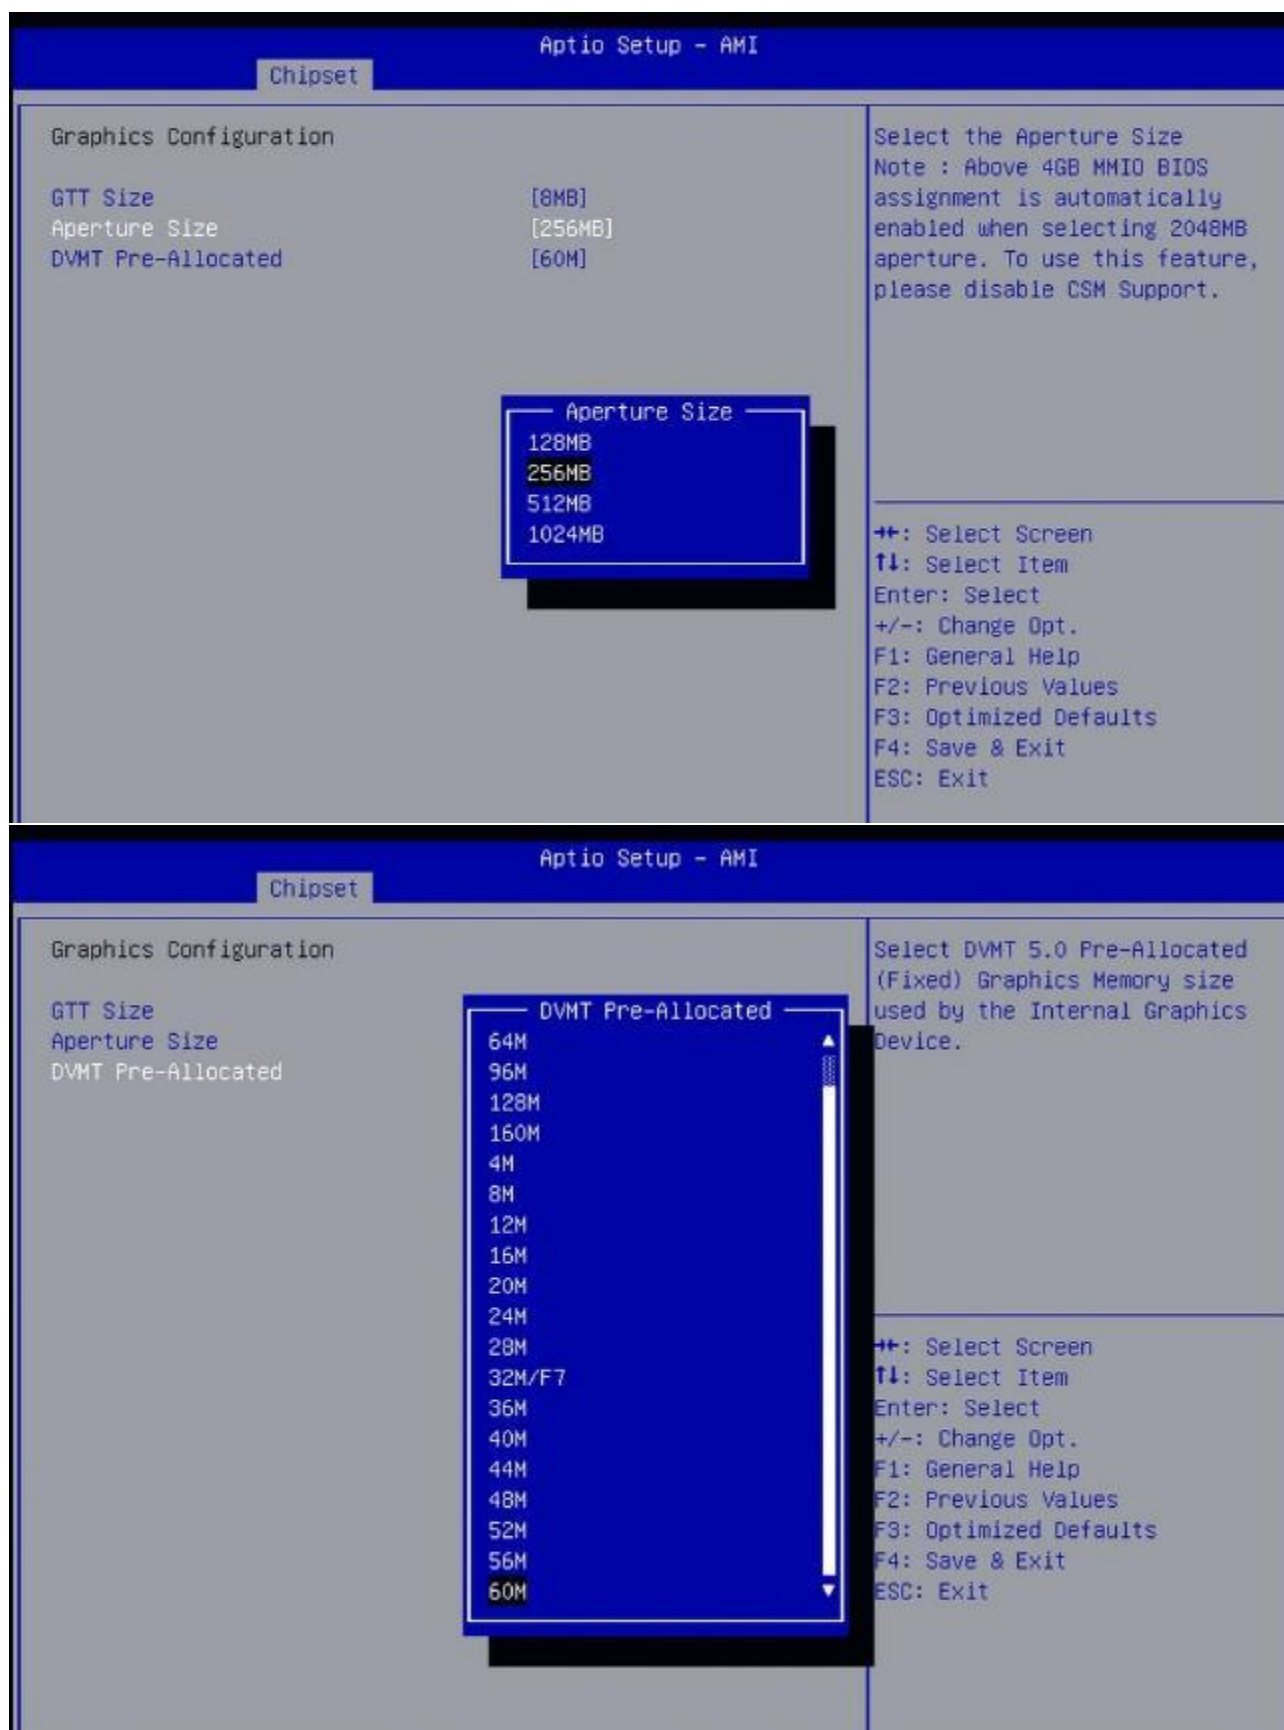 Aptio Setup – AMI
Chipset
Graphics Configuration
GTT Size [8MB]
Aperture Size [256MB]
DVMT Pre-Allocated [60M]
Select the Aperture Size
Note : Above 4GB MMIO BIOS
assignment is automatically
enabled when selecting 2048MB
aperture. To use this feature,
please disable CSM Support.
Aperture Size
128MB
256MB
512MB
1024MB
→←: Select Screen
↑↓: Select Item
Enter: Select
+/-: Change Opt.
F1: General Help
F2: Previous Values
F3: Optimized Defaults
F4: Save & Exit
ESC: Exit
Aptio Setup – AMI
Chipset
Graphics Configuration
GTT Size
Aperture Size
DVMT Pre-Allocated
DVMT Pre-Allocated
64M
96M
128M
160M
4M
8M
12M
16M
20M
24M
28M
32M/F7
36M
40M
44M
48M
52M
56M
60M
Select DVMT 5.0 Pre-Allocated
(Fixed) Graphics Memory size
used by the Internal Graphics
Device.
→←: Select Screen
↑↓: Select Item
Enter: Select
+/-: Change Opt.
F1: General Help
F2: Previous Values
F3: Optimized Defaults
F4: Save & Exit
ESC: Exit